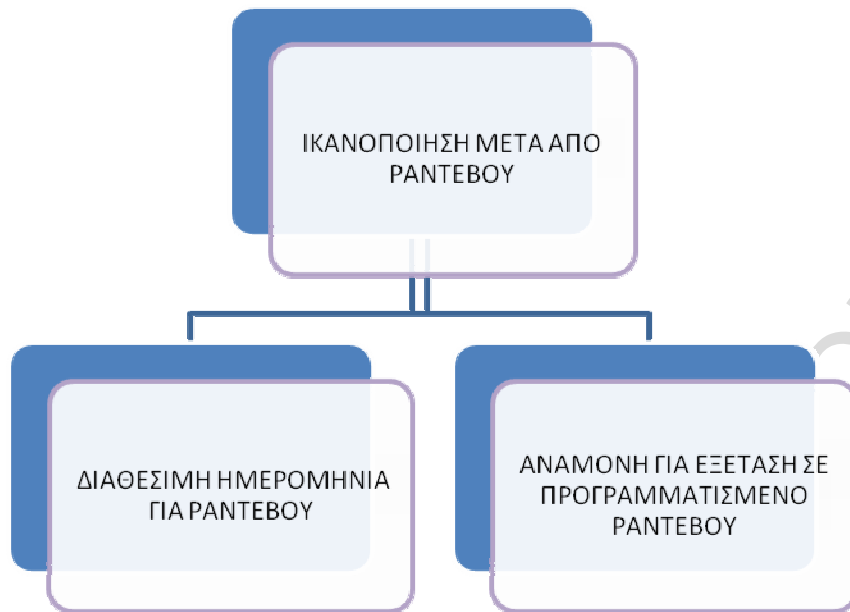 ΙΚΑΝΟΠΟΙΗΣΗ ΜΕΤΑ ΑΠΟ
ΡΑΝΤΕΒΟΥ
ΔΙΑΘΕΣΙΜΗ ΗΜΕΡΟΜΗΝΙΑ
ΓΙΑ ΡΑΝΤΕΒΟΥ
ΑΝΑΜΟΝΗ ΓΙΑ ΕΞΕΤΑΣΗ ΣΕ
ΠΡΟΓΡΑΜΜΑΤΙΣΜΕΝΟ
ΡΑΝΤΕΒΟΥ